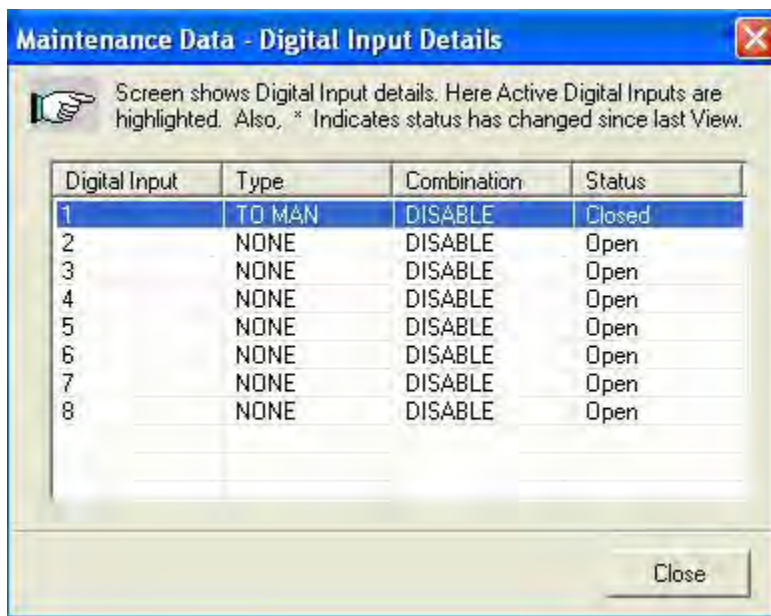 Maintenance Data - Digital Input Details
Screen shows Digital Input details. Here Active Digital Inputs are
highlighted. Also, * Indicates status has changed since last View.
Digital Input Type Combination Status
1 TO MAN DISABLE Closed
2 NONE DISABLE Open
3 NONE DISABLE Open
4 NONE DISABLE Open
5 NONE DISABLE Open
6 NONE DISABLE Open
7 NONE DISABLE Open
8 NONE DISABLE Open
Close